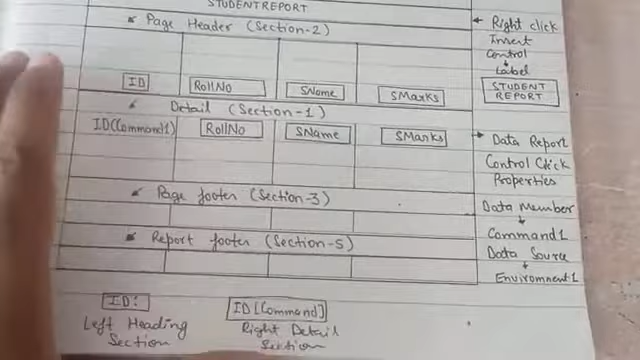 STUDENTREPORT
Page Header (Section-2)
ID RollNo SName SMarks
Detail (Section-1)
ID(Command1) RollNo SName SMarks
Page footer (Section-3)
Report footer (Section-5)
ID:
Left Heading
Section
ID[Command]
Right Detail
Section
Right click
Insert
Control
Label
STUDENT
REPORT
Data Report
Control Click
Properties
Data Member
Command1
Data Source
Environment1